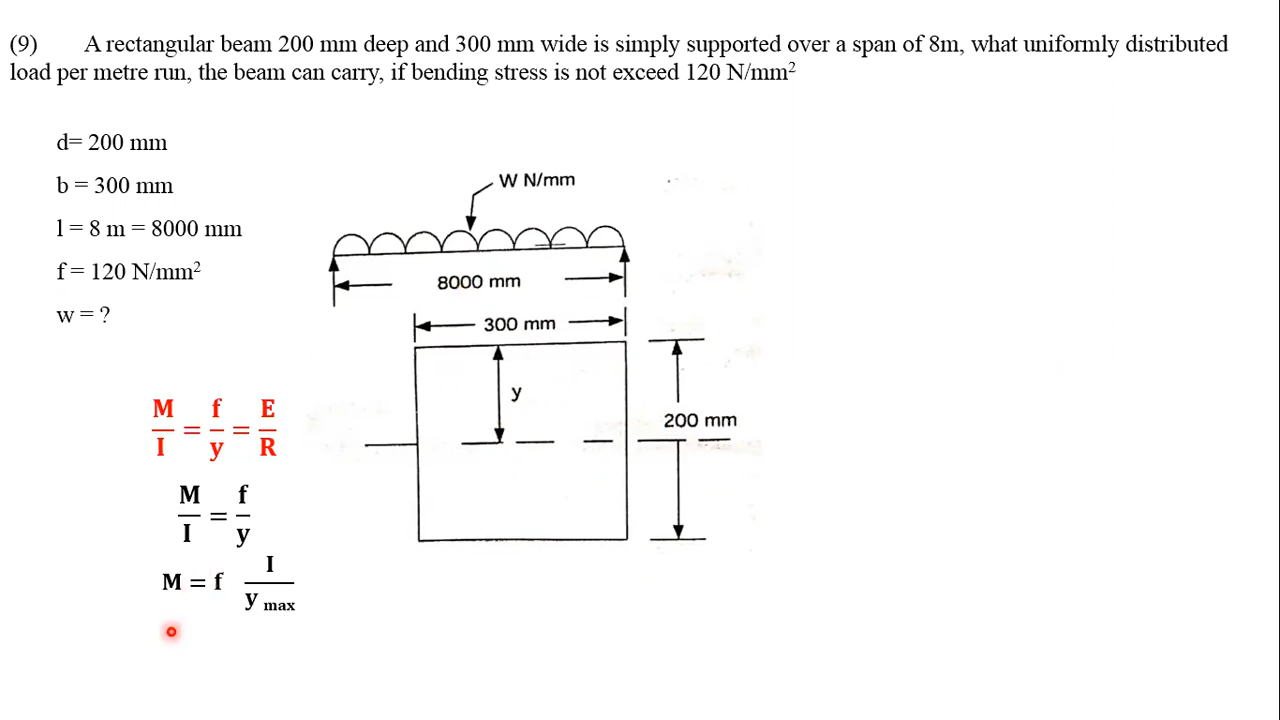 (9) A rectangular beam 200 mm deep and 300 mm wide is simply supported over a span of 8m, what uniformly distributed
load per metre run, the beam can carry, if bending stress is not exceed 120 N/mm²
d= 200 mm
b = 300 mm
l = 8 m = 8000 mm
f = 120 N/mm²
w = ?
W N/mm
8000 mm
300 mm
y
200 mm
M/I = f/y = E/R
M/I = f/y
M = f I/y max